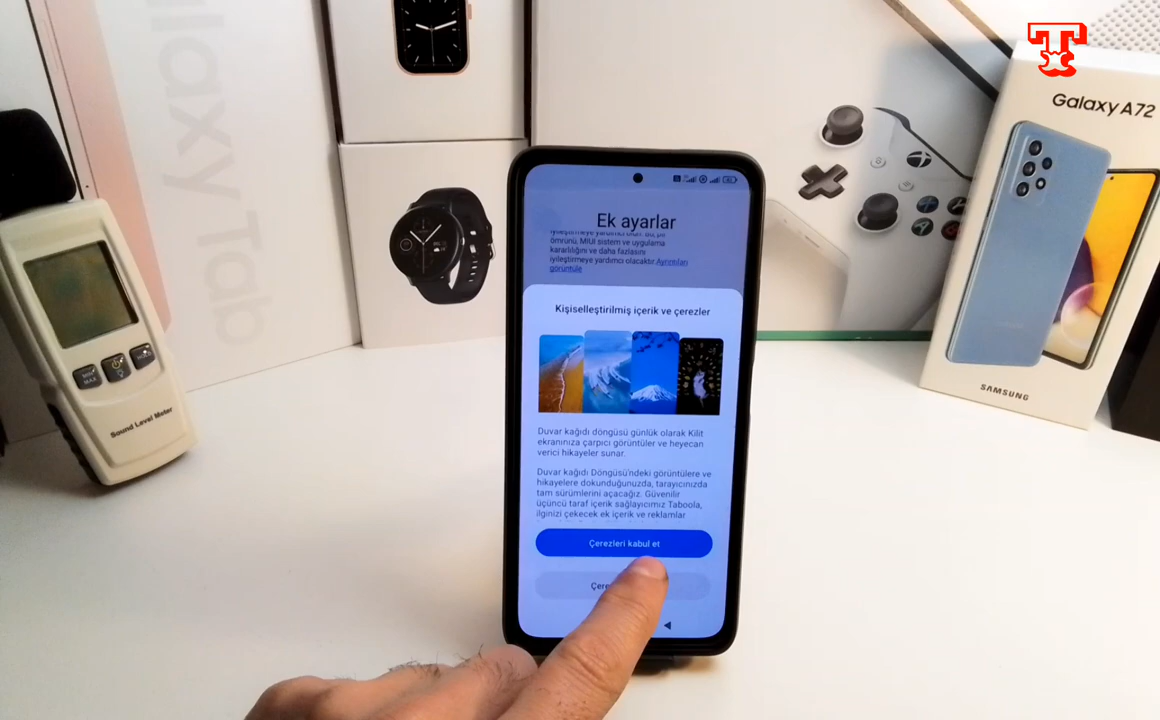 Galaxy Tab
Galaxy A72
SAMSUNG
Sound Level Meter
MAX
Ek ayarlar
ömrünü, MIUI sistem ve uygulama
kararlılığını ve daha fazlasını
iyileştirmeye yardımcı olacaktır.Ayrıntıları
görüntüle
Kişiselleştirilmiş içerik ve çerezler
Duvar kağıdı döngüsü günlük olarak Kilit
ekranınıza çarpıcı görüntüler ve heyecan
verici hikayeler sunar.
Duvar kağıdı Döngüsü'ndeki görüntülere ve
hikayelere dokunduğunuzda, tarayıcınızda
tam sürümlerini açacağız. Güvenilir
üçüncü taraf içerik sağlayıcımız Taboola,
ilginizi çekecek ek içerik ve reklamlar
Çerezleri kabul et